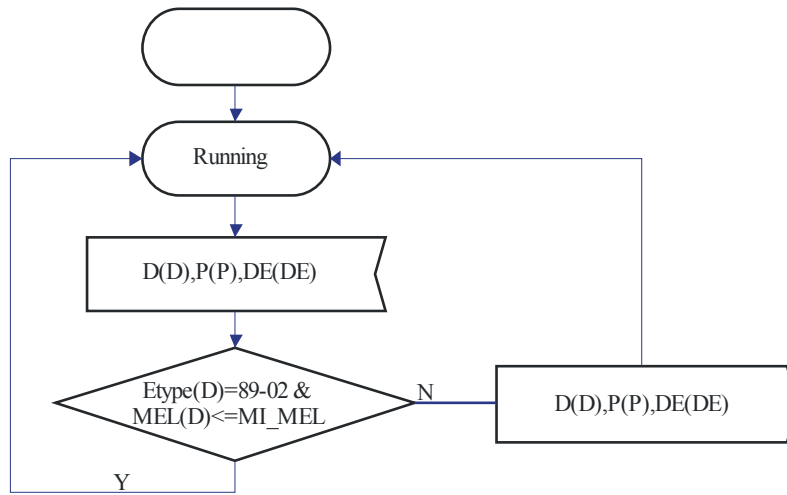 Running
D(D),P(P),DE(DE)
Etype(D)=89-02 &
MEL(D)<=MI_MEL
N
D(D),P(P),DE(DE)
Y